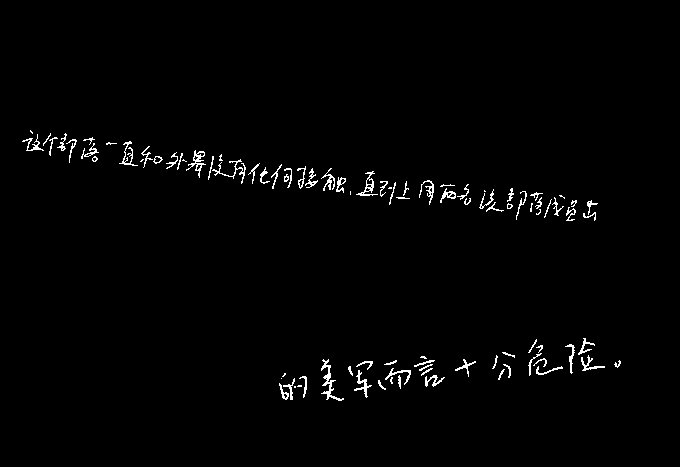 这个部落一直和外界没有任何接触,直到上周两名该部落成员出
的美军而言十分危险。